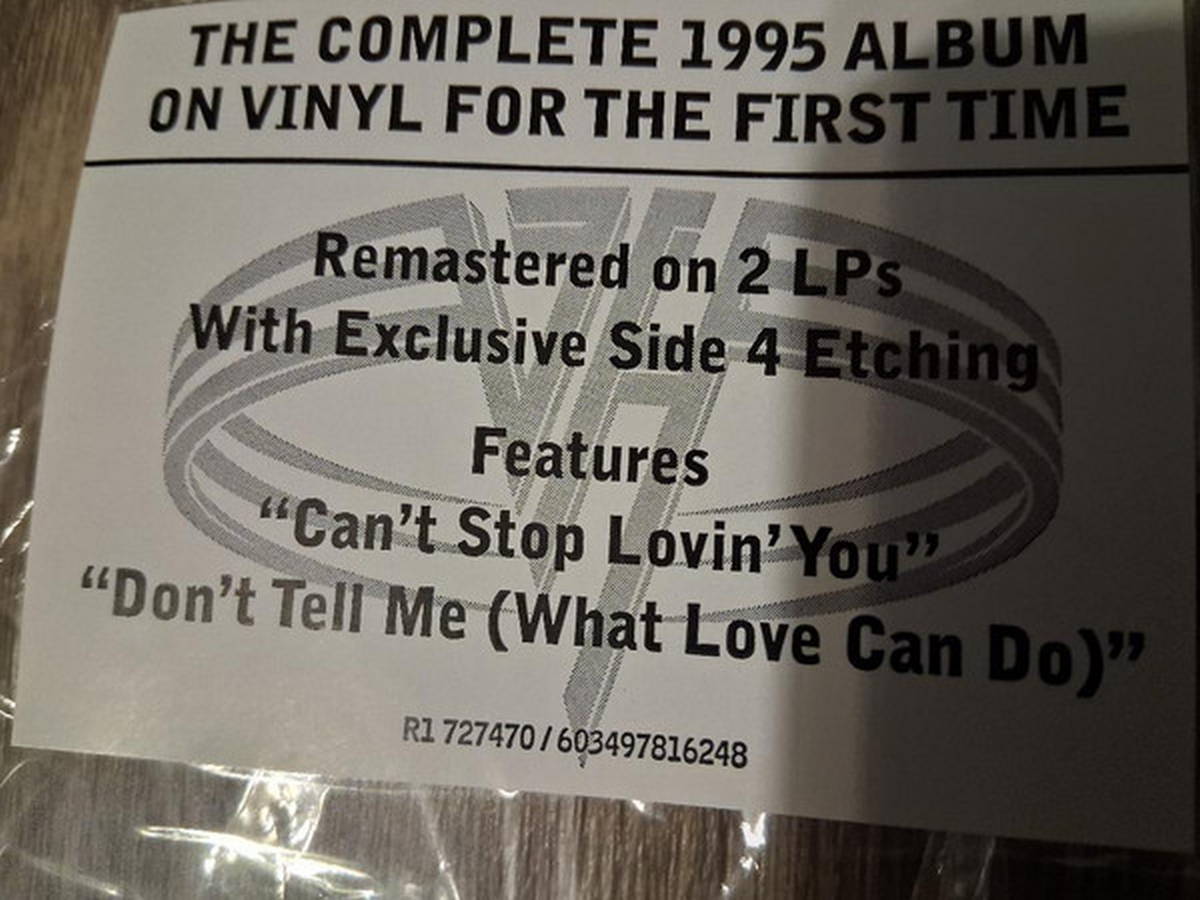 THE COMPLETE 1995 ALBUM
ON VINYL FOR THE FIRST TIME
Remastered on 2 LPs
With Exclusive Side 4 Etching
Features
“Can’t Stop Lovin’ You”
“Don’t Tell Me (What Love Can Do)”
R1 727470 / 603497816248